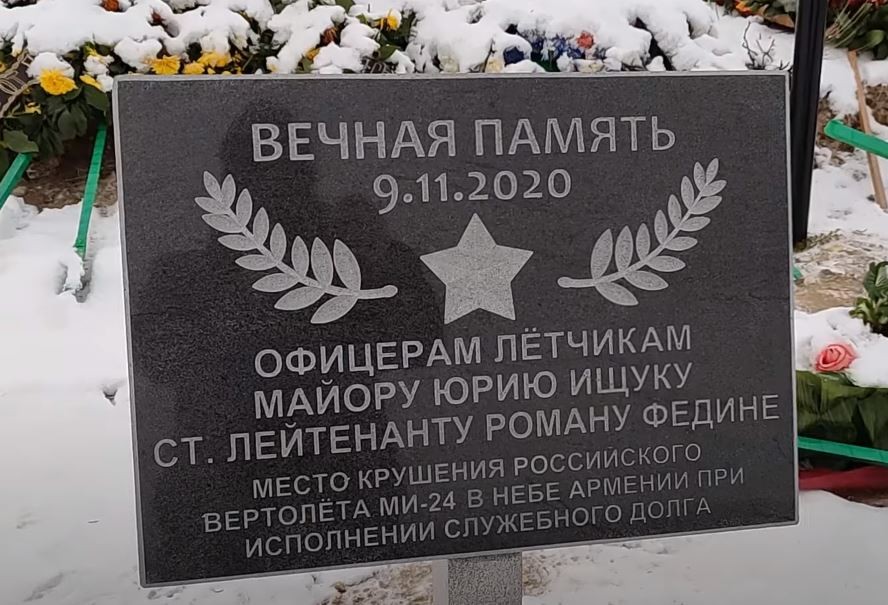 ВЕЧНАЯ ПАМЯТЬ
9.11.2020
ОФИЦЕРАМ ЛЁТЧИКАМ
МАЙОРУ ЮРИЮ ИЩУКУ
СТ. ЛЕЙТЕНАНТУ РОМАНУ ФЕДИНЕ
МЕСТО КРУШЕНИЯ РОССИЙСКОГО
ВЕРТОЛЁТА МИ-24 В НЕБЕ АРМЕНИИ ПРИ
ИСПОЛНЕНИИ СЛУЖЕБНОГО ДОЛГА